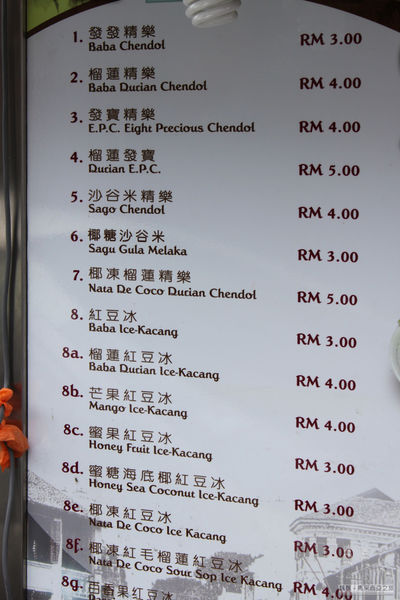 1. 發發精樂 RM 3.00
Baba Chendol
2. 榴蓮精樂 RM 4.00
Baba Durian Chendol
3. 發寶精樂 RM 4.00
E.P.C. Eight Precious Chendol
4. 榴蓮發寶 RM 5.00
Durian E.P.C.
5. 沙谷米精樂 RM 4.00
Sago Chendol
6. 椰糖沙谷米 RM 3.00
Sagu Gula Melaka
7. 椰凍榴蓮精樂 RM 5.00
Nata De Coco Durian Chendol
8. 紅豆冰 RM 3.00
Baba Ice-Kacang
8a. 榴蓮紅豆冰 RM 4.00
Baba Durian Ice-Kacang
8b. 芒果紅豆冰 RM 4.00
Mango Ice-Kacang
8c. 蜜果紅豆冰 RM 3.00
Honey Fruit Ice-Kacang
8d. 蜜糖海底椰紅豆冰 RM 3.00
Honey Sea Coconut Ice-Kacang
8e. 椰凍紅豆冰 RM 3.00
Nata De Coco Ice Kacang
8f. 椰凍紅毛榴蓮紅豆冰 RM 4.00
Nata De Coco Sour Sop Ice Kacang
8g. 果紅豆冰